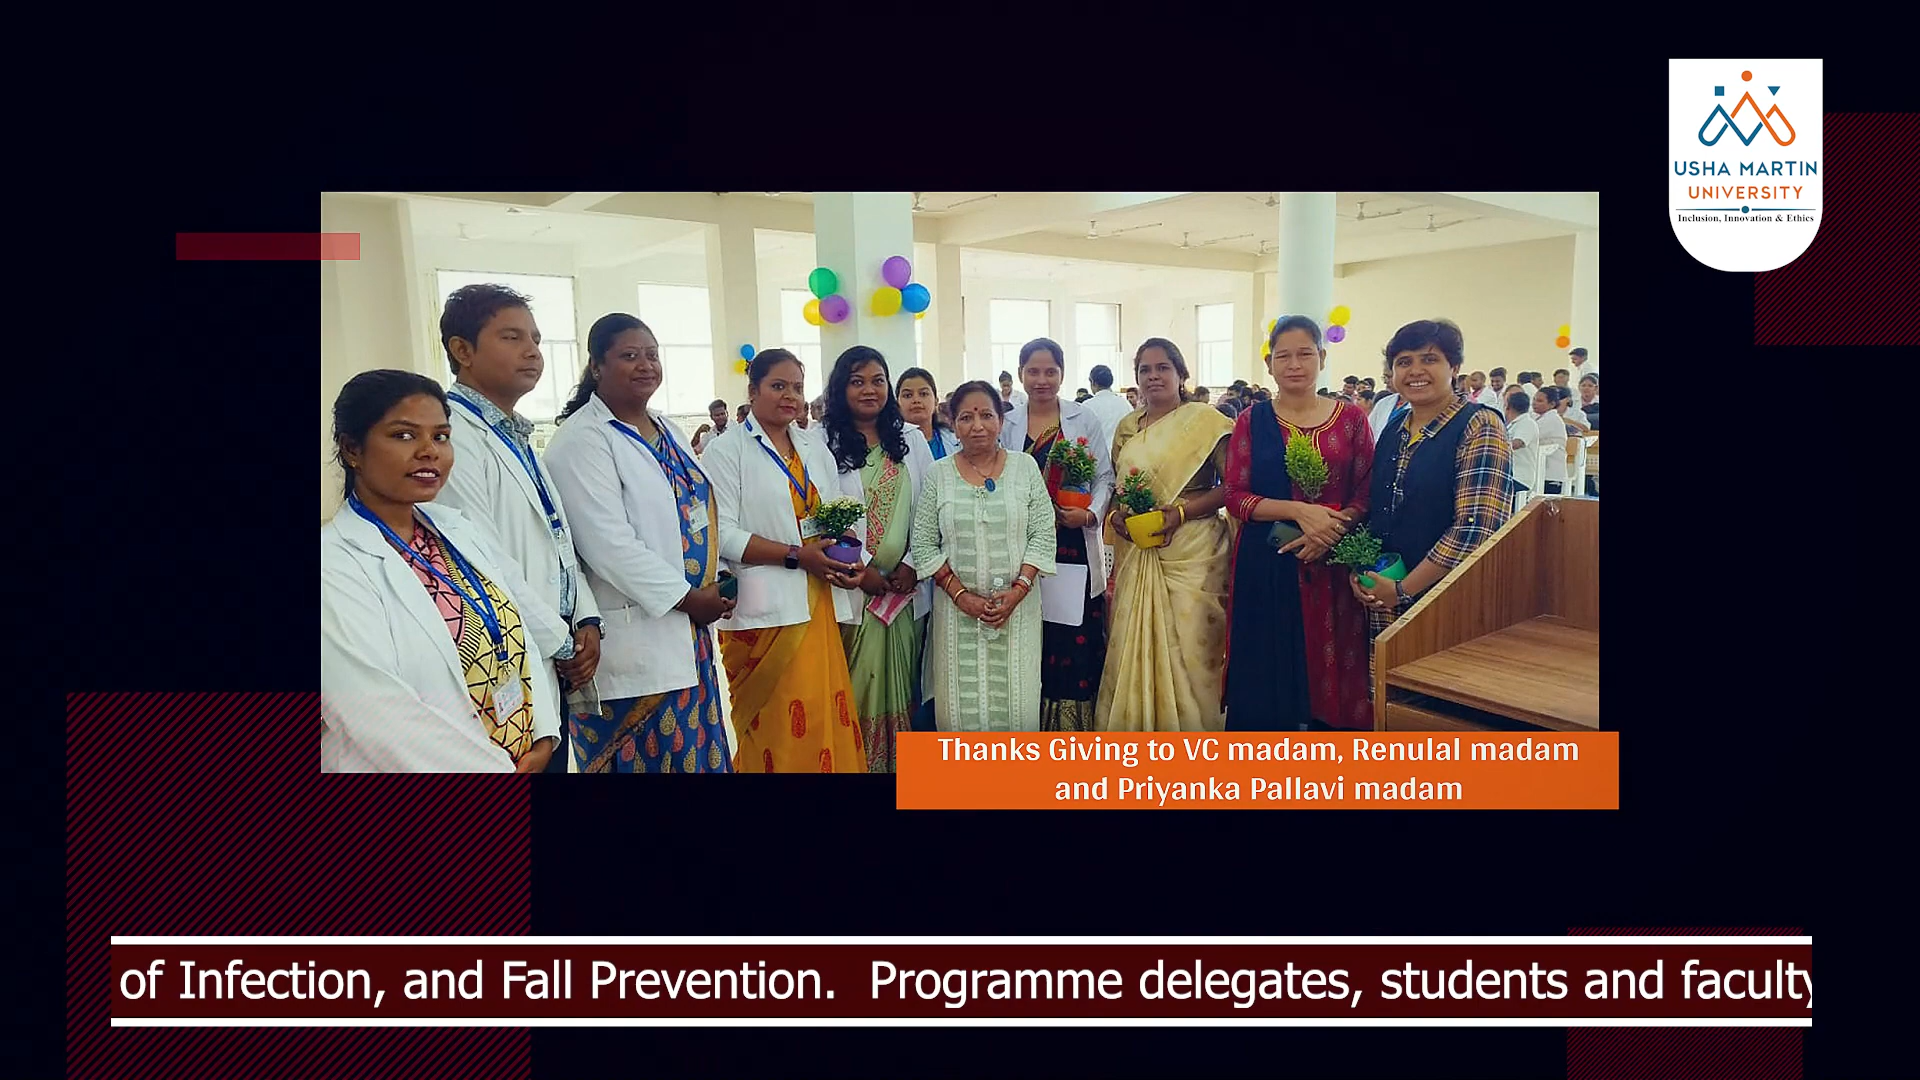 USHA MARTIN
UNIVERSITY
Inclusion, Innovation & Ethics
Thanks Giving to VC madam, Renulal madam
and Priyanka Pallavi madam
of Infection, and Fall Prevention.  Programme delegates, students and faculty